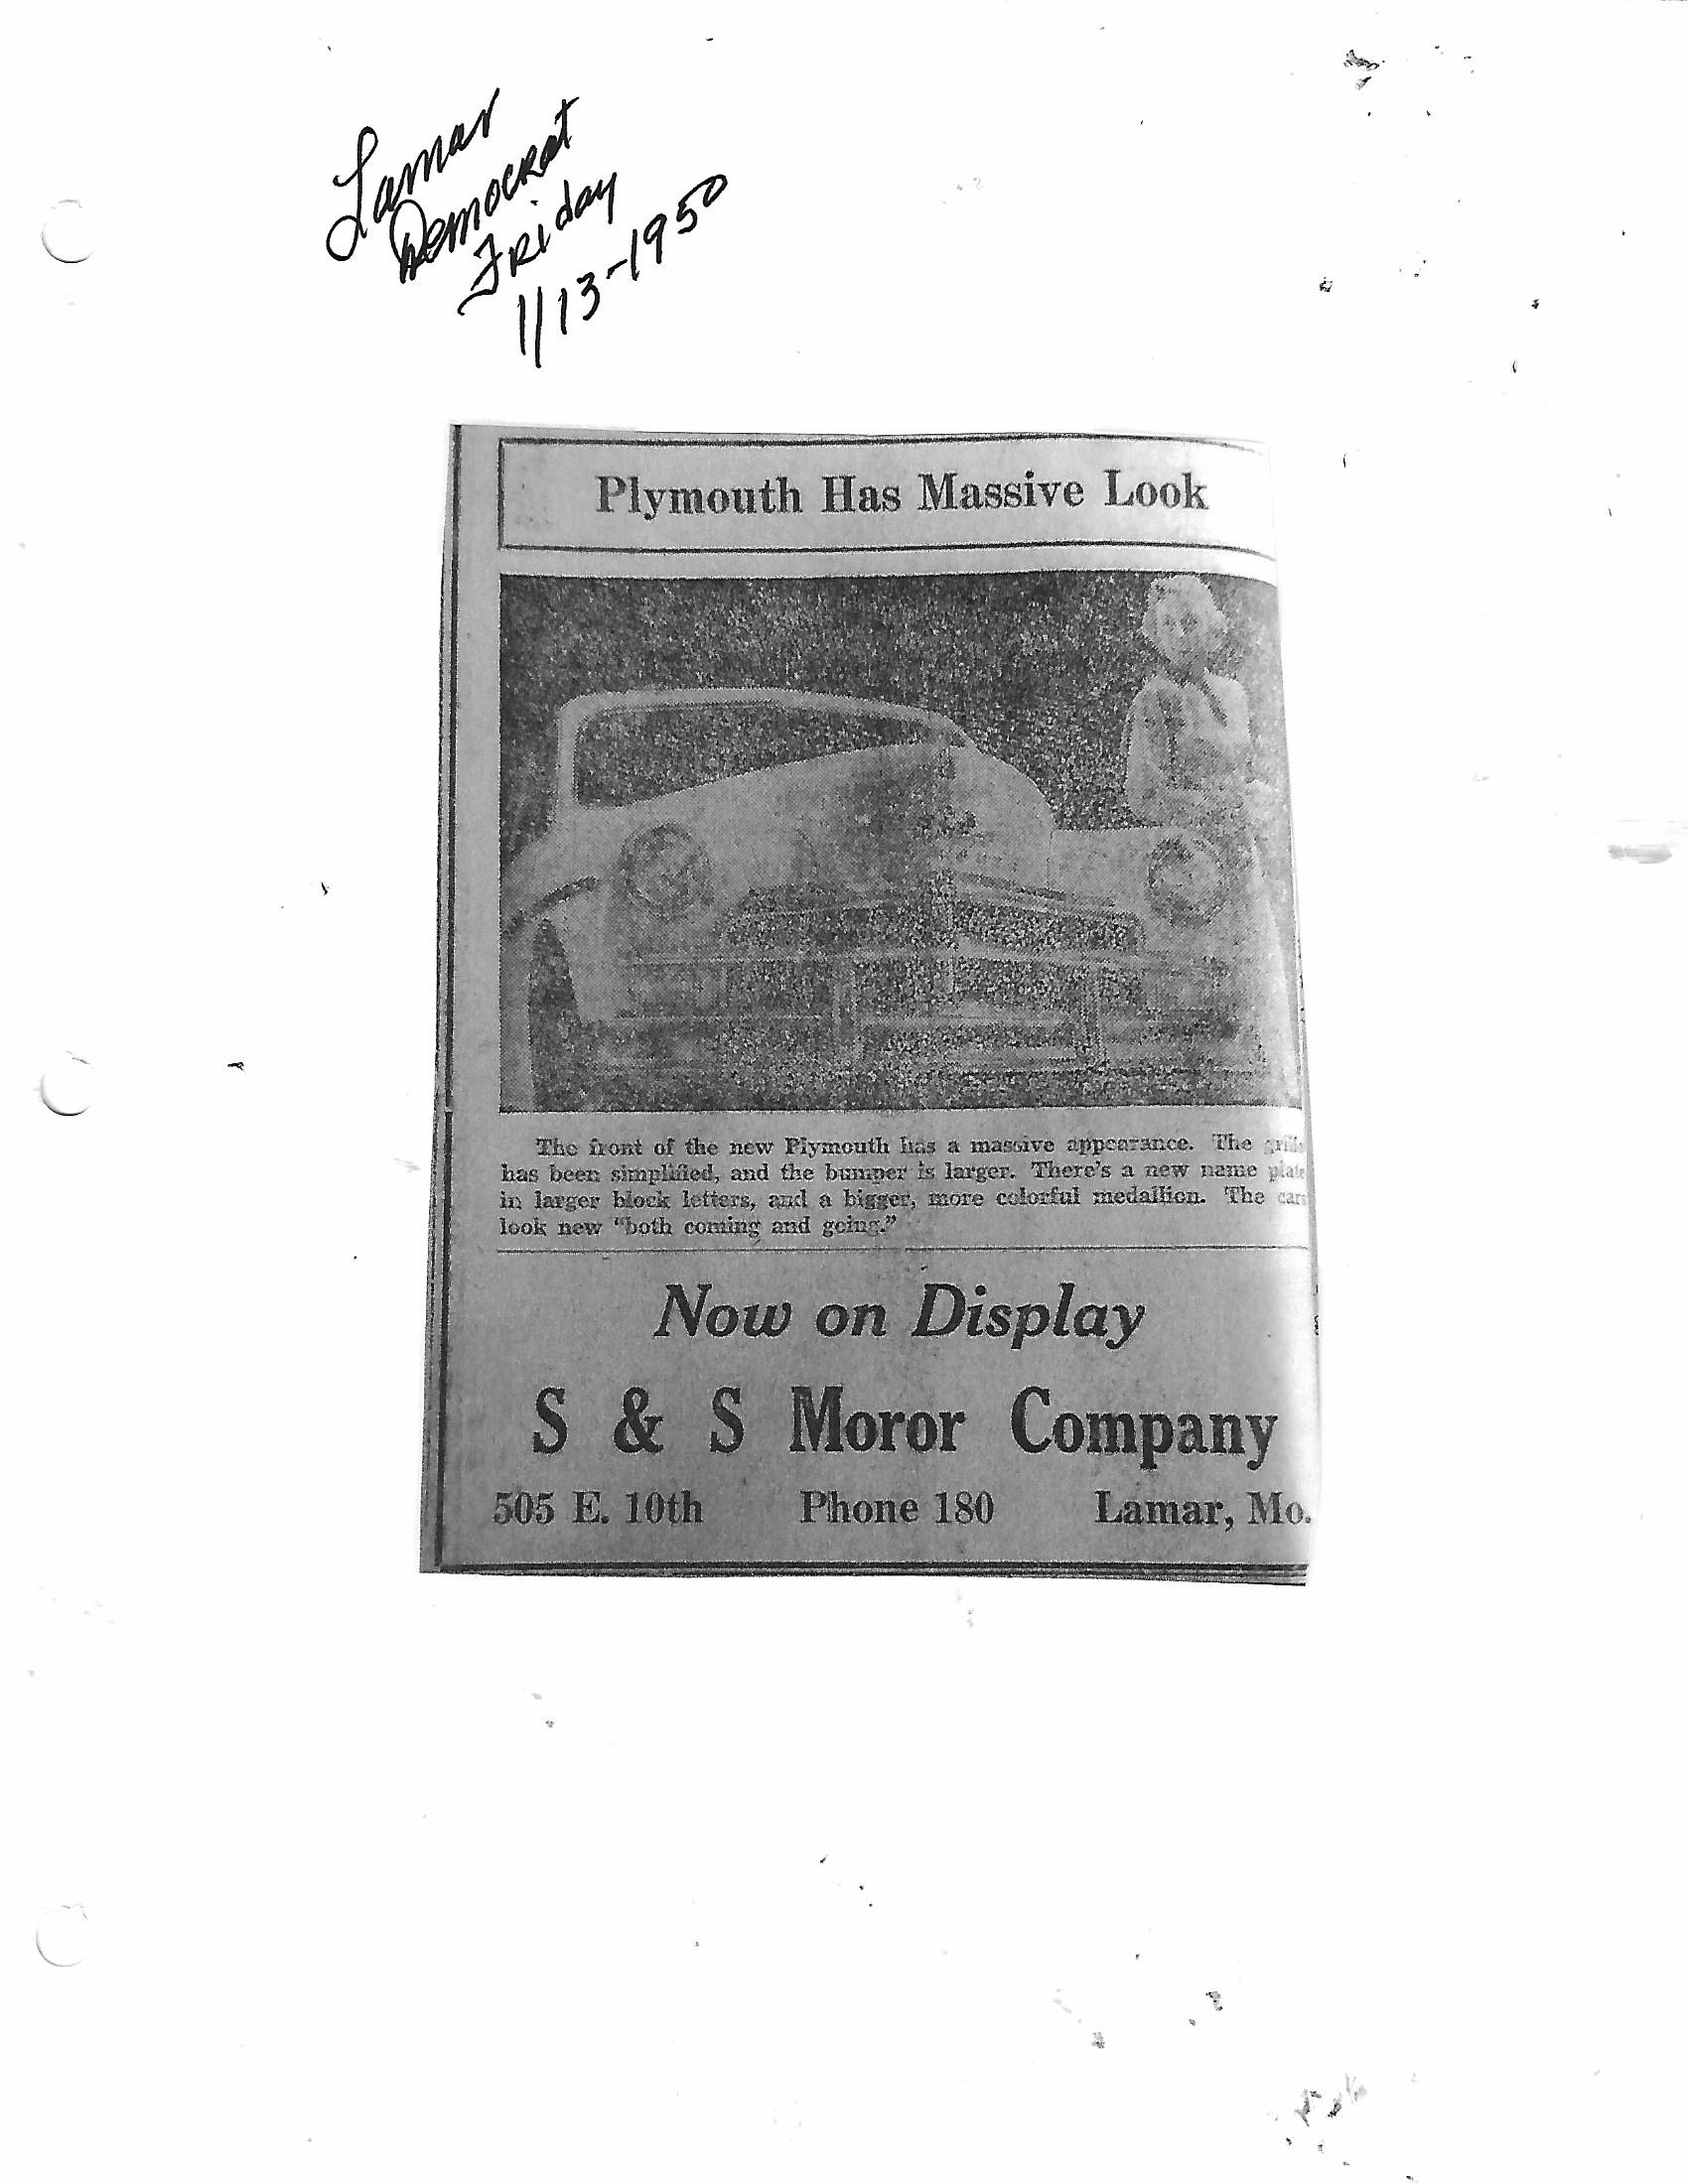 Lamar
Democrat
Friday
1/13-1950
Plymouth Has Massive Look
The front of the new Plymouth has a massive appearance. The grille
has been simplified, and the bumper is larger. There's a new name plate
in larger block letters, and a bigger, more colorful medallion. The cars
look new "both coming and going."
Now on Display
S & S Moror Company
505 E. 10th Phone 180 Lamar, Mo.